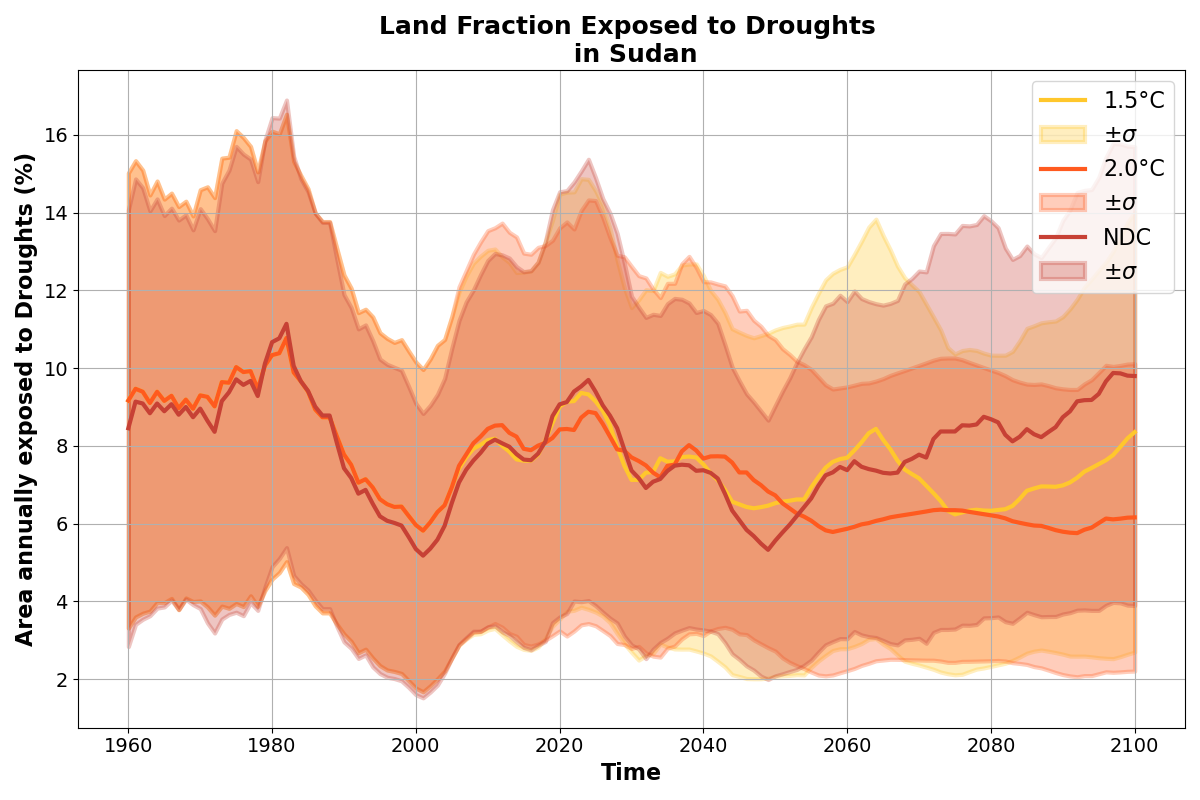 Land Fraction Exposed to Droughts
in Sudan
Area annually exposed to Droughts (%)
16
14
12
10
8
6
4
2
1.5°C
±σ
2.0°C
±σ
NDC
±σ
1960
1980
2000
2020
2040
2060
2080
2100
Time